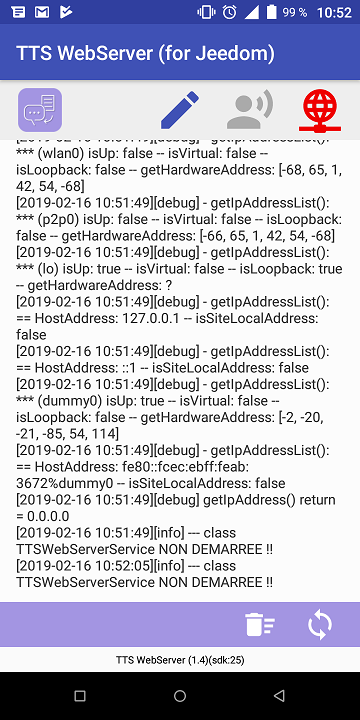 99 % 10:52
TTS WebServer (for Jeedom)
*** (wlan0) isUp: false -- isVirtual: false --
isLoopback: false -- getHardwareAddress: [-68, 65, 1,
42, 54, -68]
[2019-02-16 10:51:49][debug] - getIpAddressList():
*** (p2p0) isUp: false -- isVirtual: false -- isLoopback:
false -- getHardwareAddress: [-66, 65, 1, 42, 54, -68]
[2019-02-16 10:51:49][debug] - getIpAddressList():
*** (lo) isUp: true -- isVirtual: false -- isLoopback: true
-- getHardwareAddress: ?
[2019-02-16 10:51:49][debug] - getIpAddressList():
== HostAddress: 127.0.0.1 -- isSiteLocalAddress:
false
[2019-02-16 10:51:49][debug] - getIpAddressList():
== HostAddress: ::1 -- isSiteLocalAddress: false
[2019-02-16 10:51:49][debug] - getIpAddressList():
*** (dummy0) isUp: true -- isVirtual: false --
isLoopback: false -- getHardwareAddress: [-2, -20,
-21, -85, 54, 114]
[2019-02-16 10:51:49][debug] - getIpAddressList():
== HostAddress: fe80::fcec:ebff:feab:
3672%dummy0 -- isSiteLocalAddress: false
[2019-02-16 10:51:49][debug] getIpAddress() return
= 0.0.0.0
[2019-02-16 10:51:49][info] --- class
TTSWebServerService NON DEMARREE !!
[2019-02-16 10:52:05][info] --- class
TTSWebServerService NON DEMARREE !!
TTS WebServer (1.4)(sdk:25)